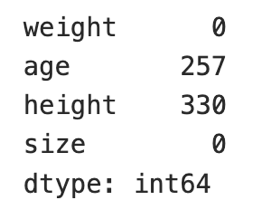 weight 0
age 257
height 330
size 0
dtype: int64